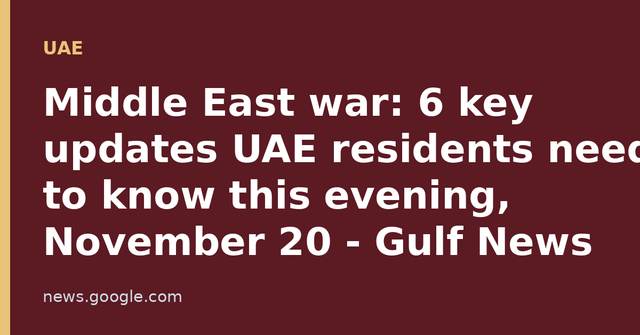 UAE
Middle East war: 6 key
updates UAE residents need
to know this evening,
November 20 - Gulf News
news.google.com